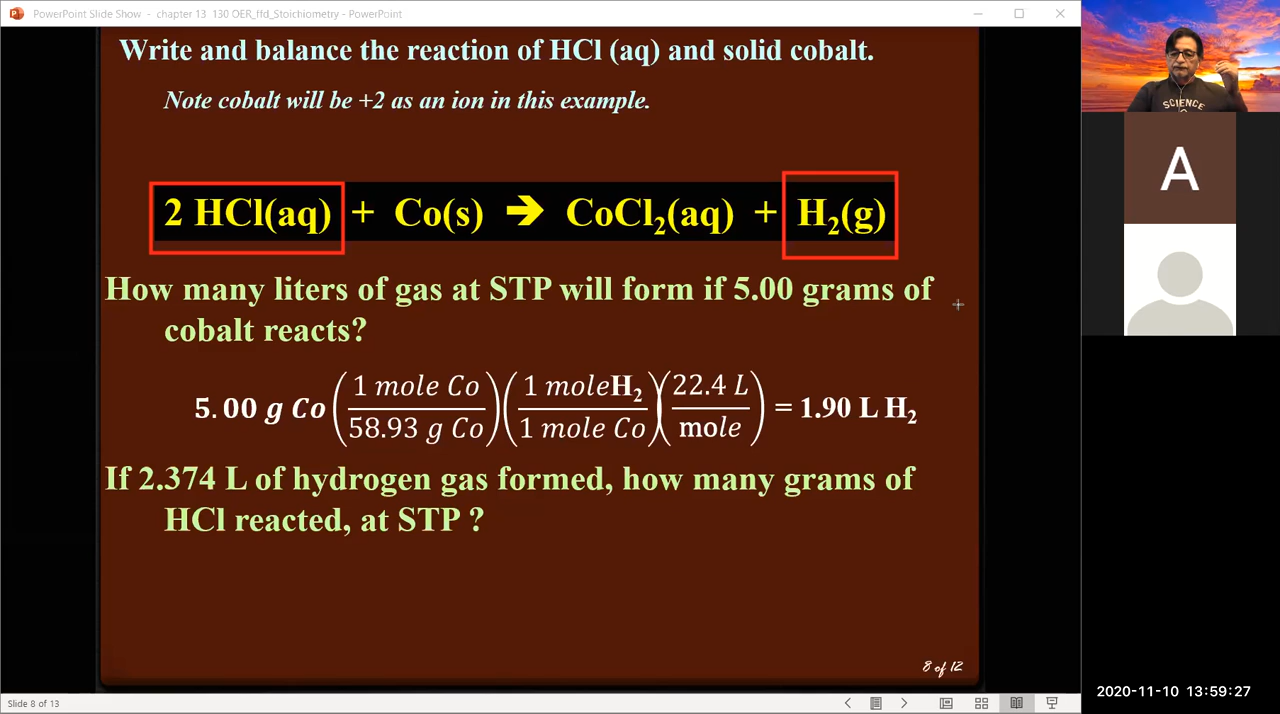 PowerPoint Slide Show - chapter 13 130 OER_ffd_Stoichiometry - PowerPoint
Write and balance the reaction of HCl (aq) and solid cobalt.
Note cobalt will be +2 as an ion in this example.
2 HCl(aq) + Co(s) ➔ CoCl₂(aq) + H₂(g)
How many liters of gas at STP will form if 5.00 grams of
cobalt reacts?
5.00 g Co (1 mole Co / 58.93 g Co)(1 moleH₂ / 1 mole Co)(22.4 L / mole) = 1.90 L H₂
If 2.374 L of hydrogen gas formed, how many grams of
HCl reacted, at STP ?
8 of 12
Slide 8 of 13
SCIENCE
A
2020-11-10 13:59:27